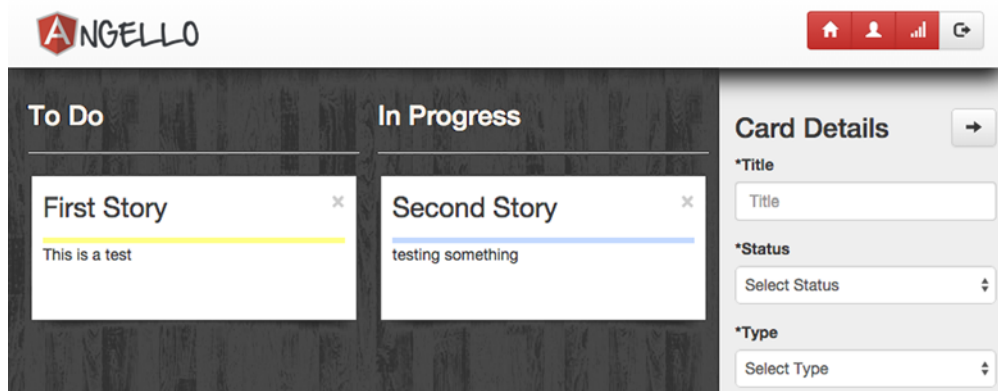 ANGELLO
To Do
In Progress
First Story
×
This is a test
Second Story
×
testing something
Card Details
*Title
Title
*Status
Select Status
*Type
Select Type